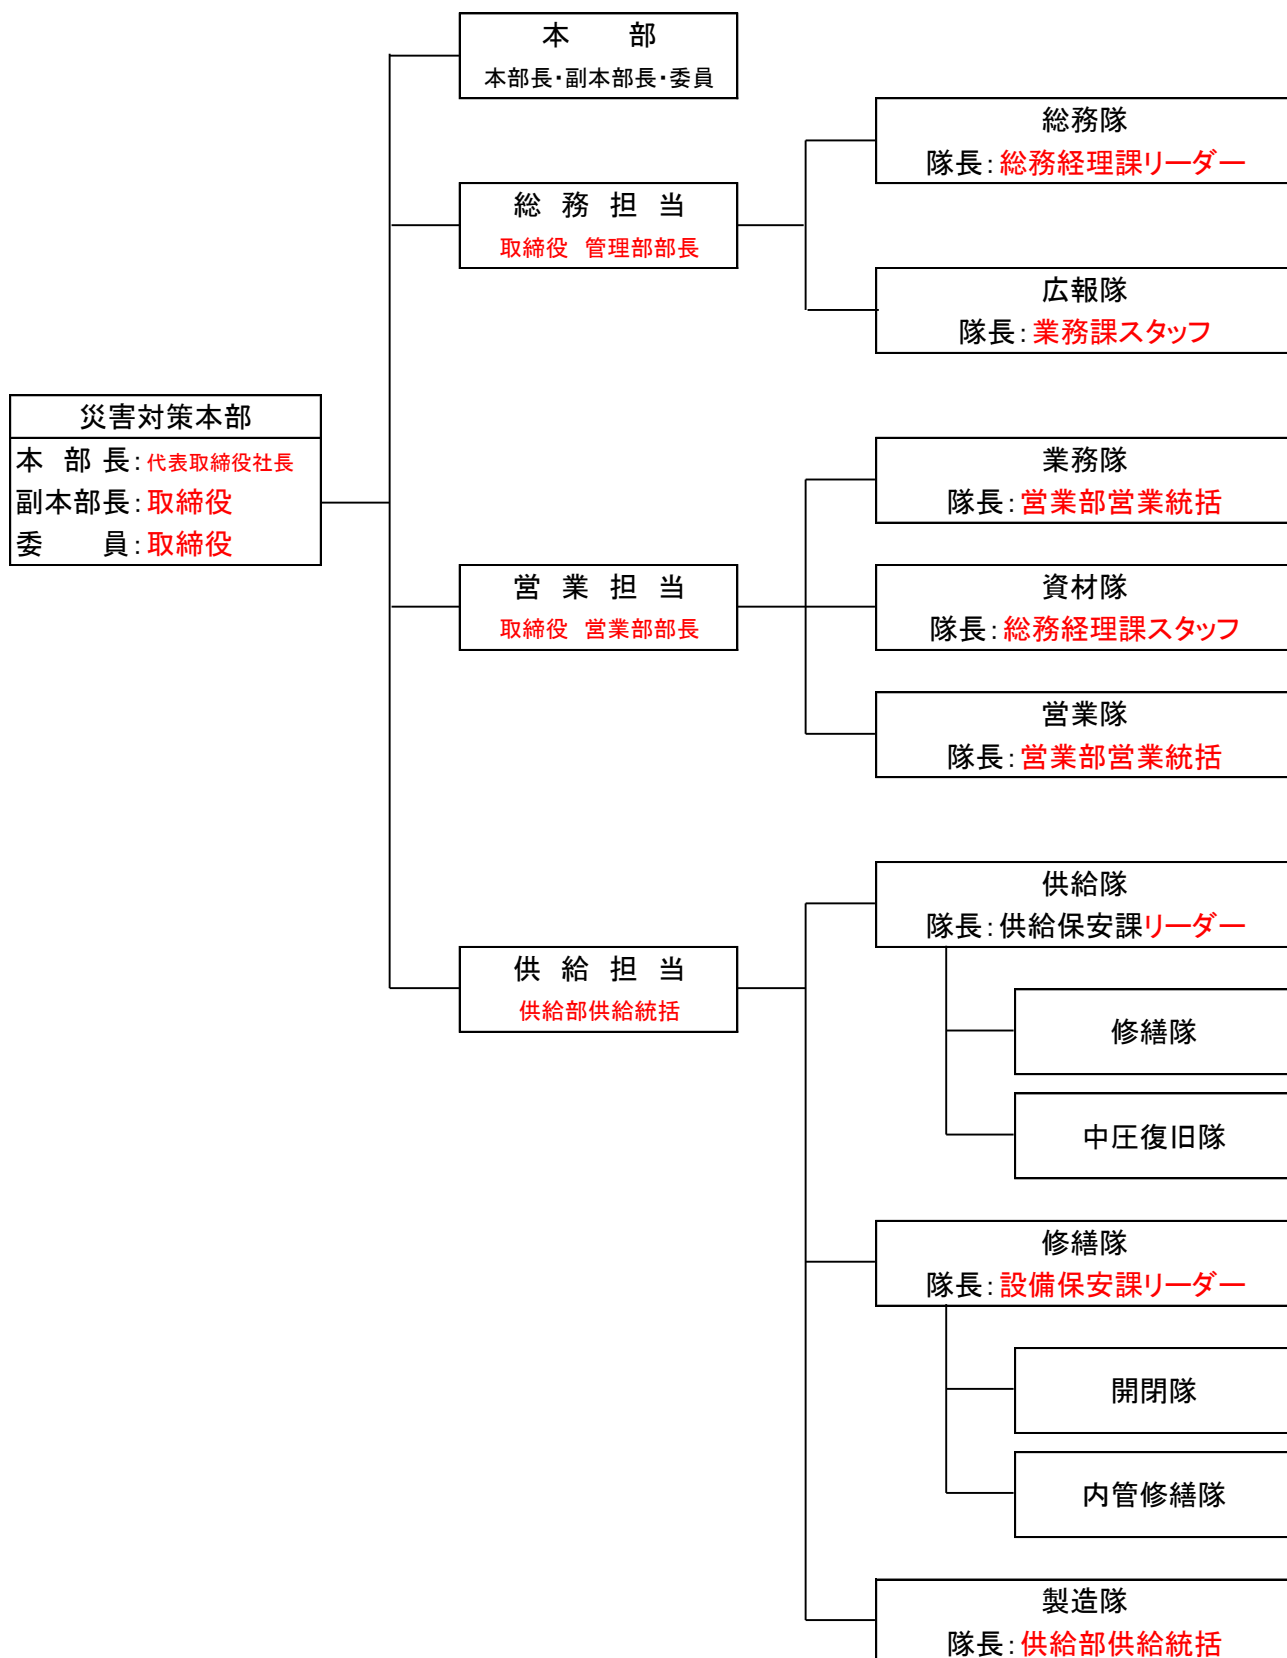 本　　部
本部長・副本部長・委員
総務隊
隊長：総務経理課リーダー
総 務 担 当
取締役　管理部部長
広報隊
隊長：業務課スタッフ
災害対策本部
本 部 長：代表取締役社長
副本部長：取締役
委　　員：取締役
業務隊
隊長：営業部営業統括
営 業 担 当
取締役　営業部部長
資材隊
隊長：総務経理課スタッフ
営業隊
隊長：営業部営業統括
供給隊
隊長：供給保安課リーダー
供 給 担 当
供給部供給統括
修繕隊
中圧復旧隊
修繕隊
隊長：設備保安課リーダー
開閉隊
内管修繕隊
製造隊
隊長：供給部供給統括